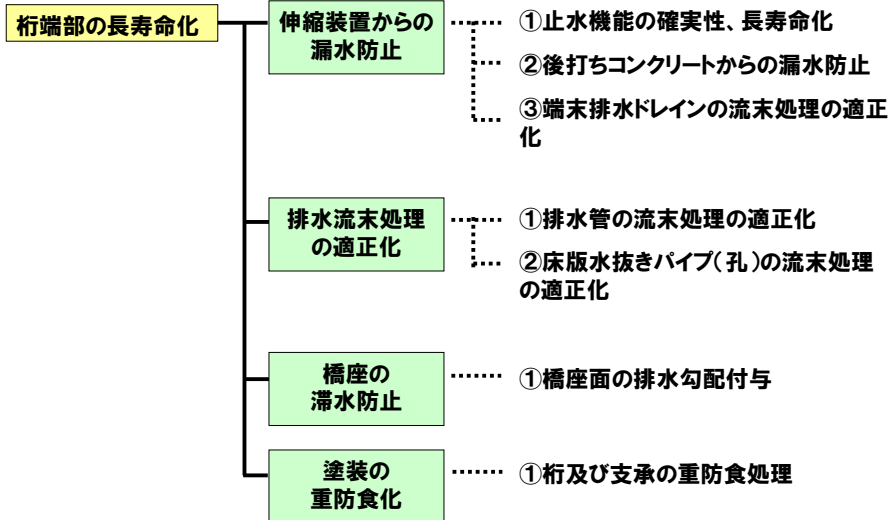 桁端部の長寿命化
伸縮装置からの
漏水防止
①止水機能の確実性、長寿命化
②後打ちコンクリートからの漏水防止
③端末排水ドレインの流末処理の適正
化
排水流末処理
の適正化
①排水管の流末処理の適正化
②床版水抜きパイプ(孔)の流末処理
の適正化
橋座の
滞水防止
①橋座面の排水勾配付与
塗装の
重防食化
①桁及び支承の重防食処理